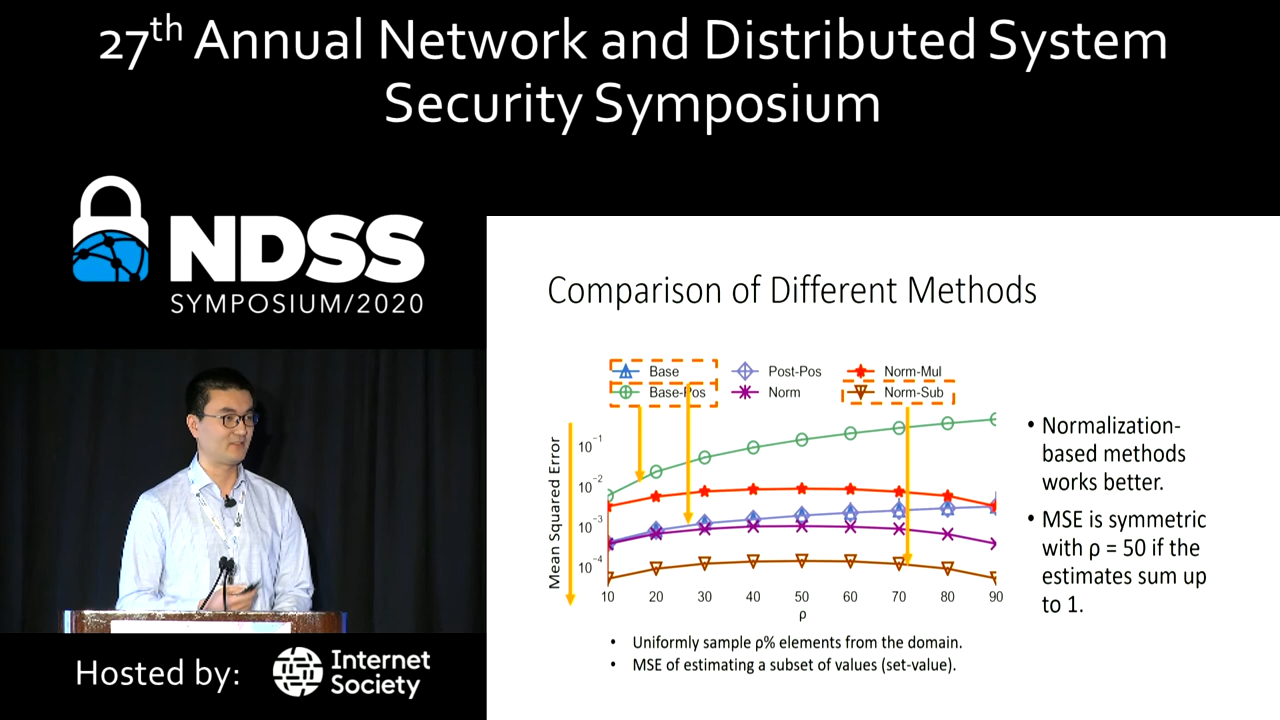 27th Annual Network and Distributed System
Security Symposium
NDSS
SYMPOSIUM/2020
Comparison of Different Methods
Base
Post-Pos
Norm-Mul
Base-Pos
Norm
Norm-Sub
Mean Squared Error
10⁻¹
10⁻²
10⁻³
10⁻⁴
10 20 30 40 50 60 70 80 90
ρ
• Normalization-
based methods
works better.
• MSE is symmetric
with ρ = 50 if the
estimates sum up
to 1.
• Uniformly sample ρ% elements from the domain.
• MSE of estimating a subset of values (set-value).
Hosted by:
Internet
Society